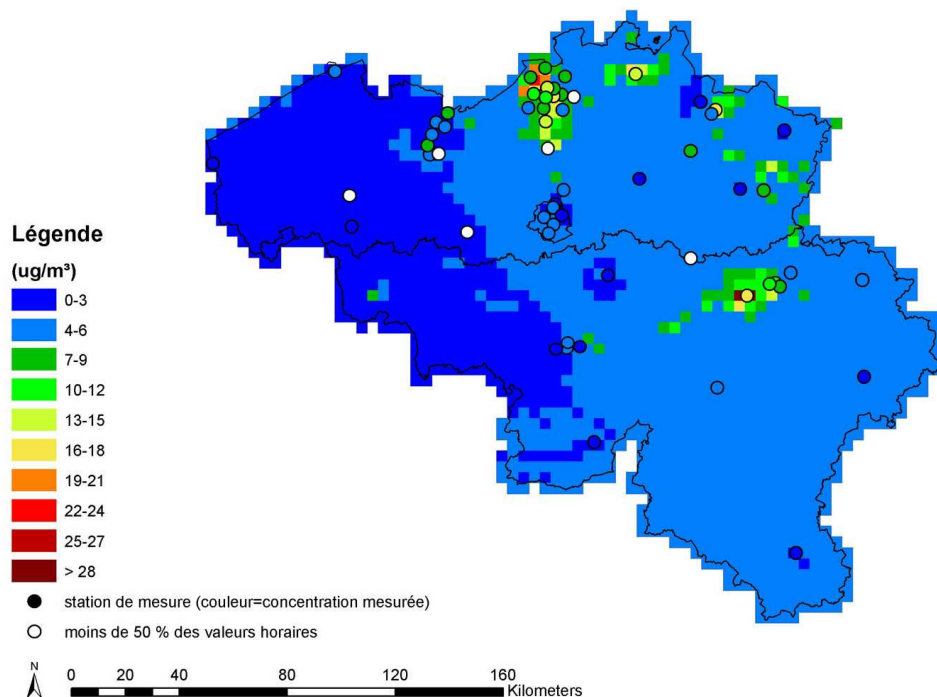 Légende
(ug/m³)
0-3
4-6
7-9
10-12
13-15
16-18
19-21
22-24
25-27
> 28
station de mesure (couleur=concentration mesurée)
moins de 50 % des valeurs horaires
N
0 20 40 80 120 160
Kilometers